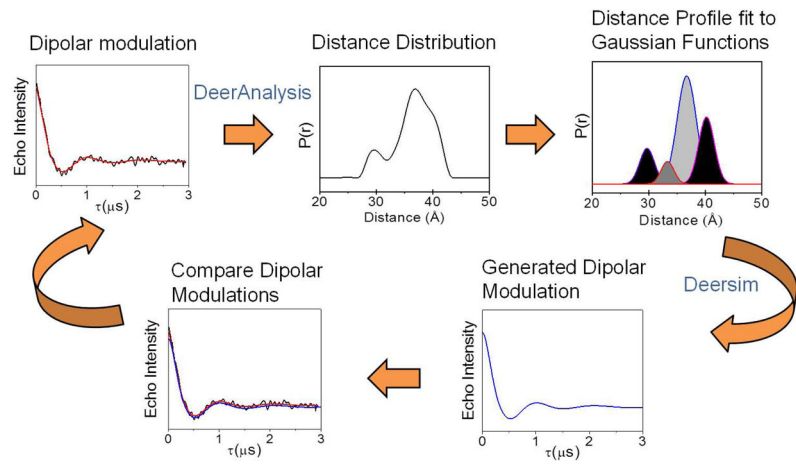 Dipolar modulation
Echo Intensity
0 1 2 3
τ(μs)
DeerAnalysis
Distance Distribution
P(r)
20 30 40 50
Distance (Å)
Distance Profile fit to
Gaussian Functions
P(r)
20 30 40 50
Distance (Å)
Deersim
Generated Dipolar
Modulation
Echo Intensity
0 1 2 3
τ(μs)
Compare Dipolar
Modulations
Echo Intensity
0 1 2 3
τ(μs)